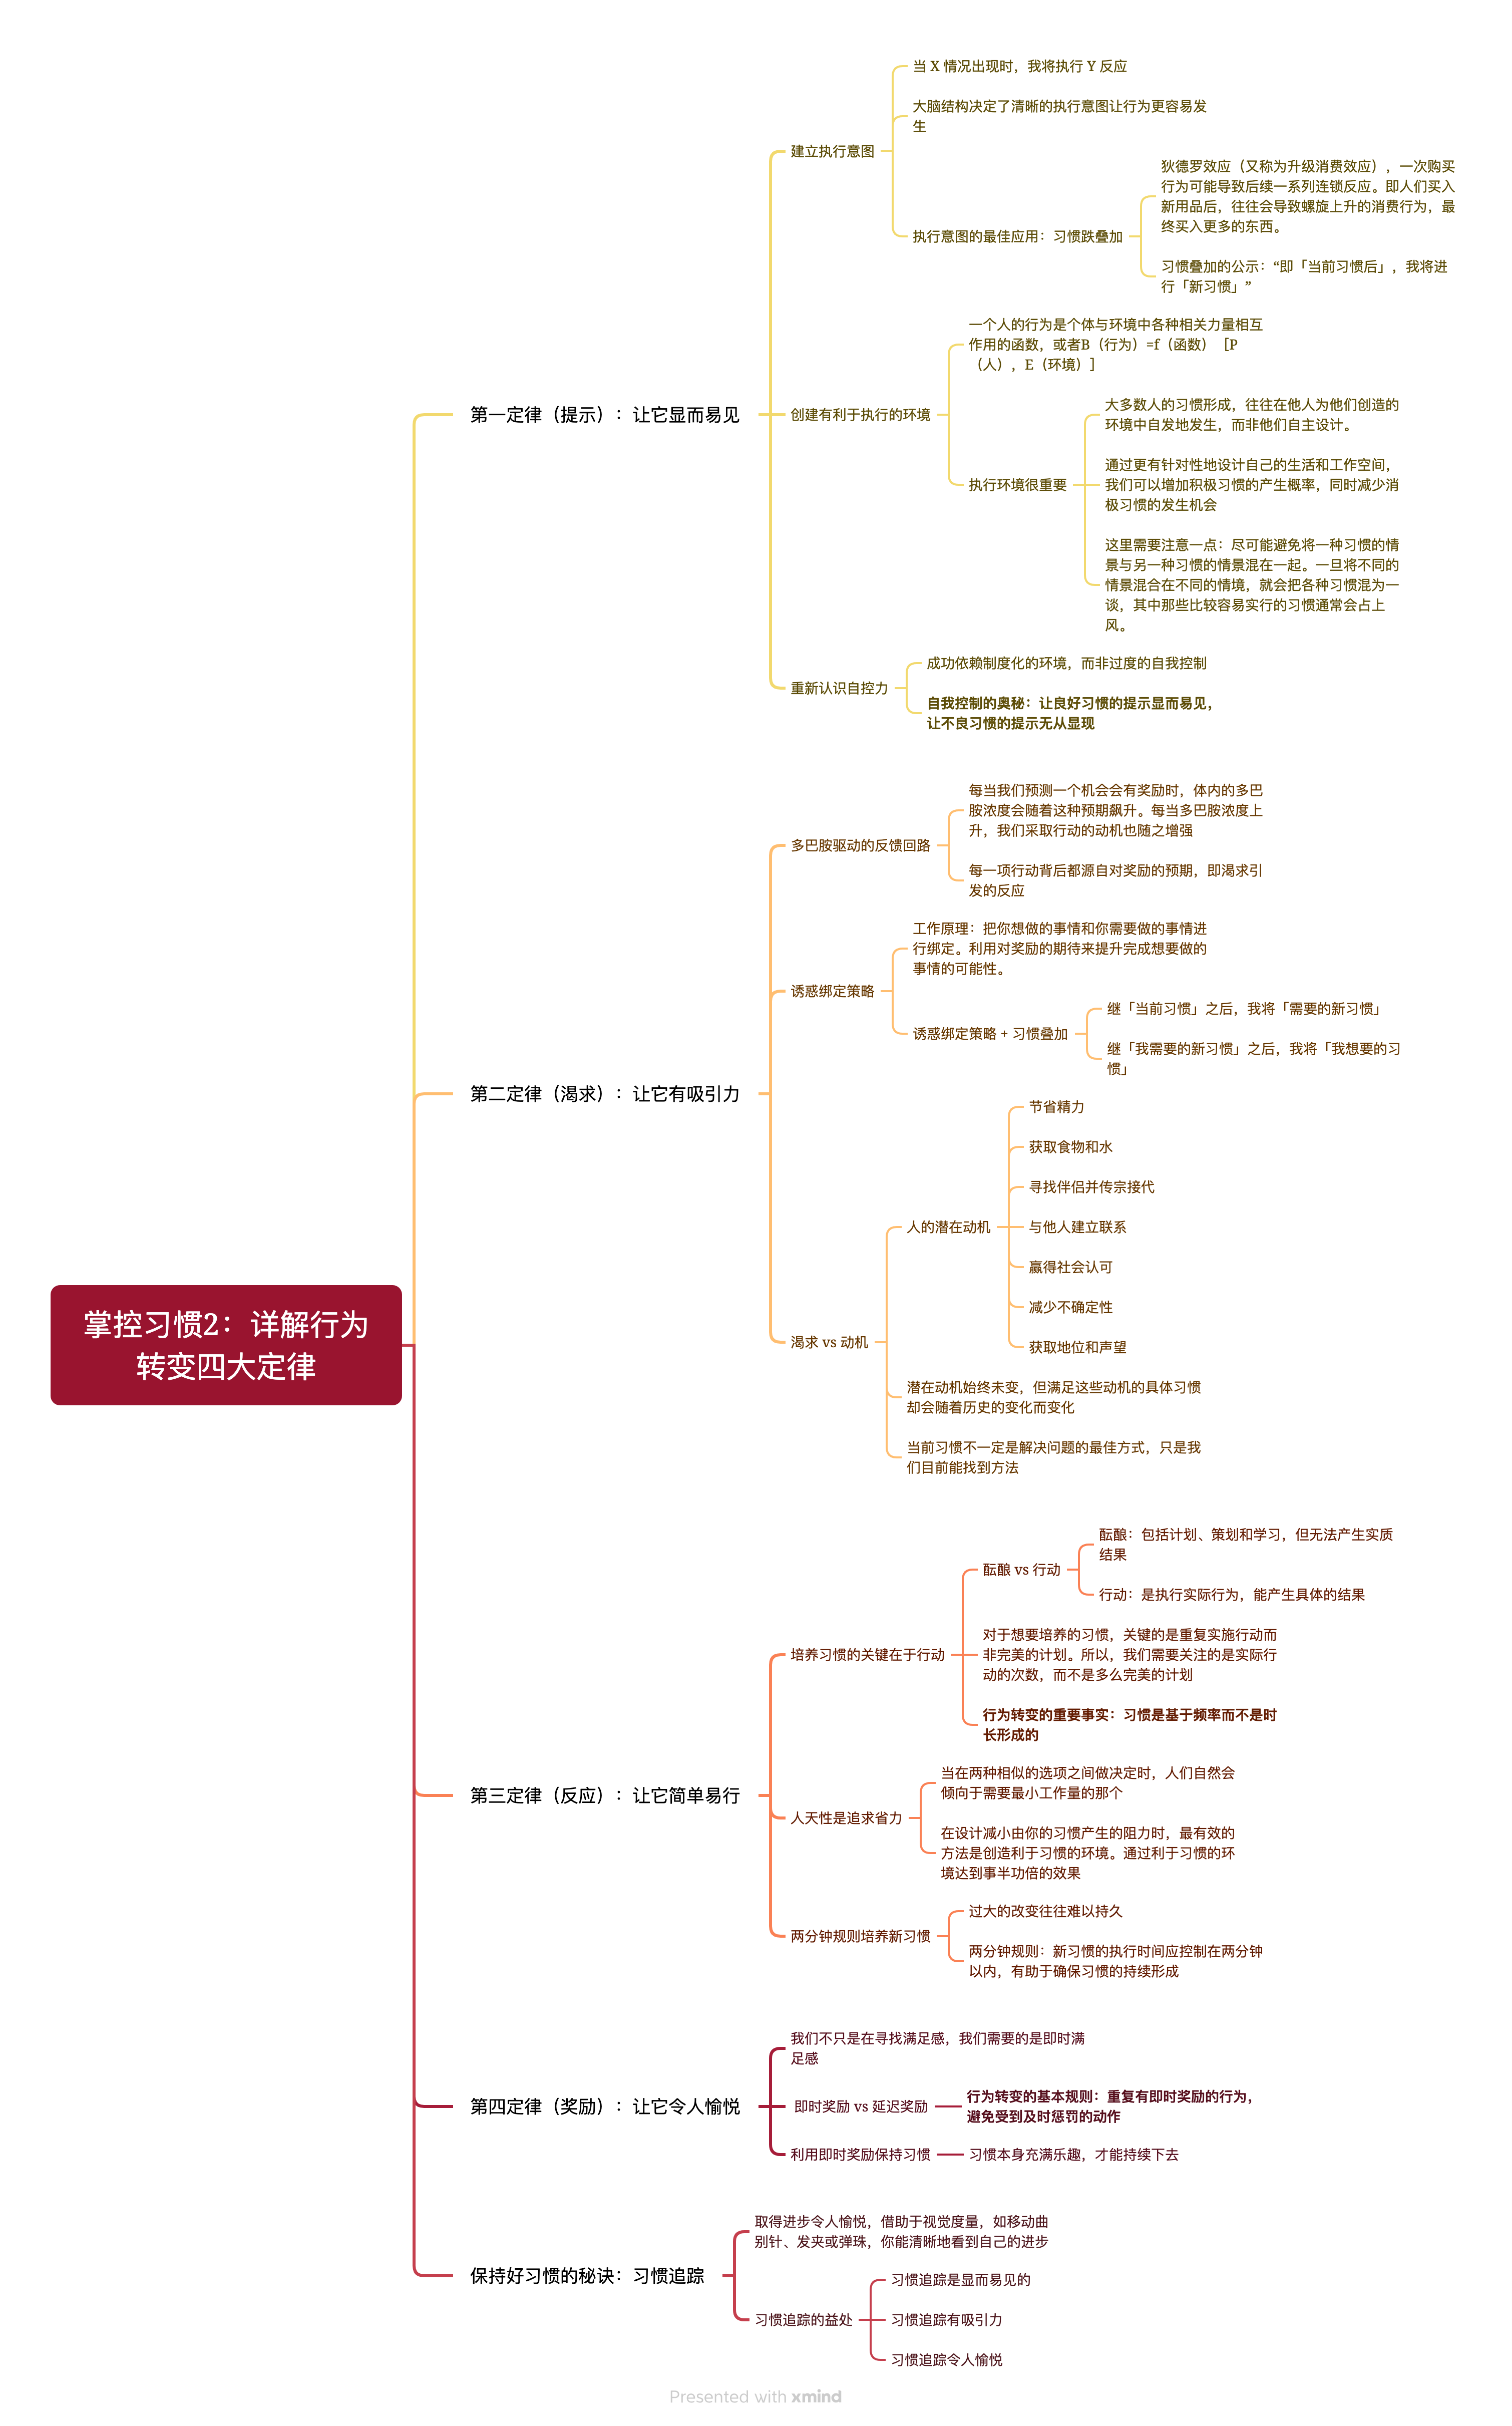 掌控习惯2：详解行为
转变四大定律
第一定律（提示）：让它显而易见
建立执行意图
当 X 情况出现时，我将执行 Y 反应
大脑结构决定了清晰的执行意图让行为更容易发
生
执行意图的最佳应用：习惯跌叠加
狄德罗效应（又称为升级消费效应），一次购买
行为可能导致后续一系列连锁反应。即人们买入
新用品后，往往会导致螺旋上升的消费行为，最
终买入更多的东西。
习惯叠加的公示：“即「当前习惯后」，我将进
行「新习惯」”
创建有利于执行的环境
一个人的行为是个体与环境中各种相关力量相互
作用的函数，或者B（行为）=f（函数）［P
（人），E（环境）］
执行环境很重要
大多数人的习惯形成，往往在他人为他们创造的
环境中自发地发生，而非他们自主设计。
通过更有针对性地设计自己的生活和工作空间，
我们可以增加积极习惯的产生概率，同时减少消
极习惯的发生机会
这里需要注意一点：尽可能避免将一种习惯的情
景与另一种习惯的情景混在一起。一旦将不同的
情景混合在不同的情境，就会把各种习惯混为一
谈，其中那些比较容易实行的习惯通常会占上
风。
重新认识自控力
成功依赖制度化的环境，而非过度的自我控制
自我控制的奥秘：让良好习惯的提示显而易见，
让不良习惯的提示无从显现
第二定律（渴求）：让它有吸引力
多巴胺驱动的反馈回路
每当我们预测一个机会会有奖励时，体内的多巴
胺浓度会随着这种预期飙升。每当多巴胺浓度上
升，我们采取行动的动机也随之增强
每一项行动背后都源自对奖励的预期，即渴求引
发的反应
诱惑绑定策略
工作原理：把你想做的事情和你需要做的事情进
行绑定。利用对奖励的期待来提升完成想要做的
事情的可能性。
诱惑绑定策略 + 习惯叠加
继「当前习惯」之后，我将「需要的新习惯」
继「我需要的新习惯」之后，我将「我想要的习
惯」
渴求 vs 动机
人的潜在动机
节省精力
获取食物和水
寻找伴侣并传宗接代
与他人建立联系
赢得社会认可
减少不确定性
获取地位和声望
潜在动机始终未变，但满足这些动机的具体习惯
却会随着历史的变化而变化
当前习惯不一定是解决问题的最佳方式，只是我
们目前能找到方法
第三定律（反应）：让它简单易行
培养习惯的关键在于行动
酝酿 vs 行动
酝酿：包括计划、策划和学习，但无法产生实质
结果
行动：是执行实际行为，能产生具体的结果
对于想要培养的习惯，关键的是重复实施行动而
非完美的计划。所以，我们需要关注的是实际行
动的次数，而不是多么完美的计划
行为转变的重要事实：习惯是基于频率而不是时
长形成的
人天性是追求省力
当在两种相似的选项之间做决定时，人们自然会
倾向于需要最小工作量的那个
在设计减小由你的习惯产生的阻力时，最有效的
方法是创造利于习惯的环境。通过利于习惯的环
境达到事半功倍的效果
两分钟规则培养新习惯
过大的改变往往难以持久
两分钟规则：新习惯的执行时间应控制在两分钟
以内，有助于确保习惯的持续形成
第四定律（奖励）：让它令人愉悦
我们不只是在寻找满足感，我们需要的是即时满
足感
即时奖励 vs 延迟奖励
行为转变的基本规则：重复有即时奖励的行为，
避免受到及时惩罚的动作
利用即时奖励保持习惯
习惯本身充满乐趣，才能持续下去
保持好习惯的秘诀：习惯追踪
取得进步令人愉悦，借助于视觉度量，如移动曲
别针、发夹或弹珠，你能清晰地看到自己的进步
习惯追踪的益处
习惯追踪是显而易见的
习惯追踪有吸引力
习惯追踪令人愉悦
Presented with xmind